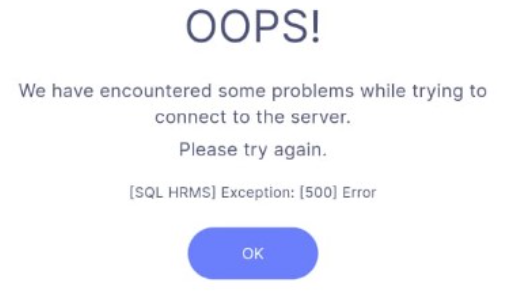 OOPS!
We have encountered some problems while trying to
connect to the server.
Please try again.
[SQL HRMS] Exception: [500] Error
OK